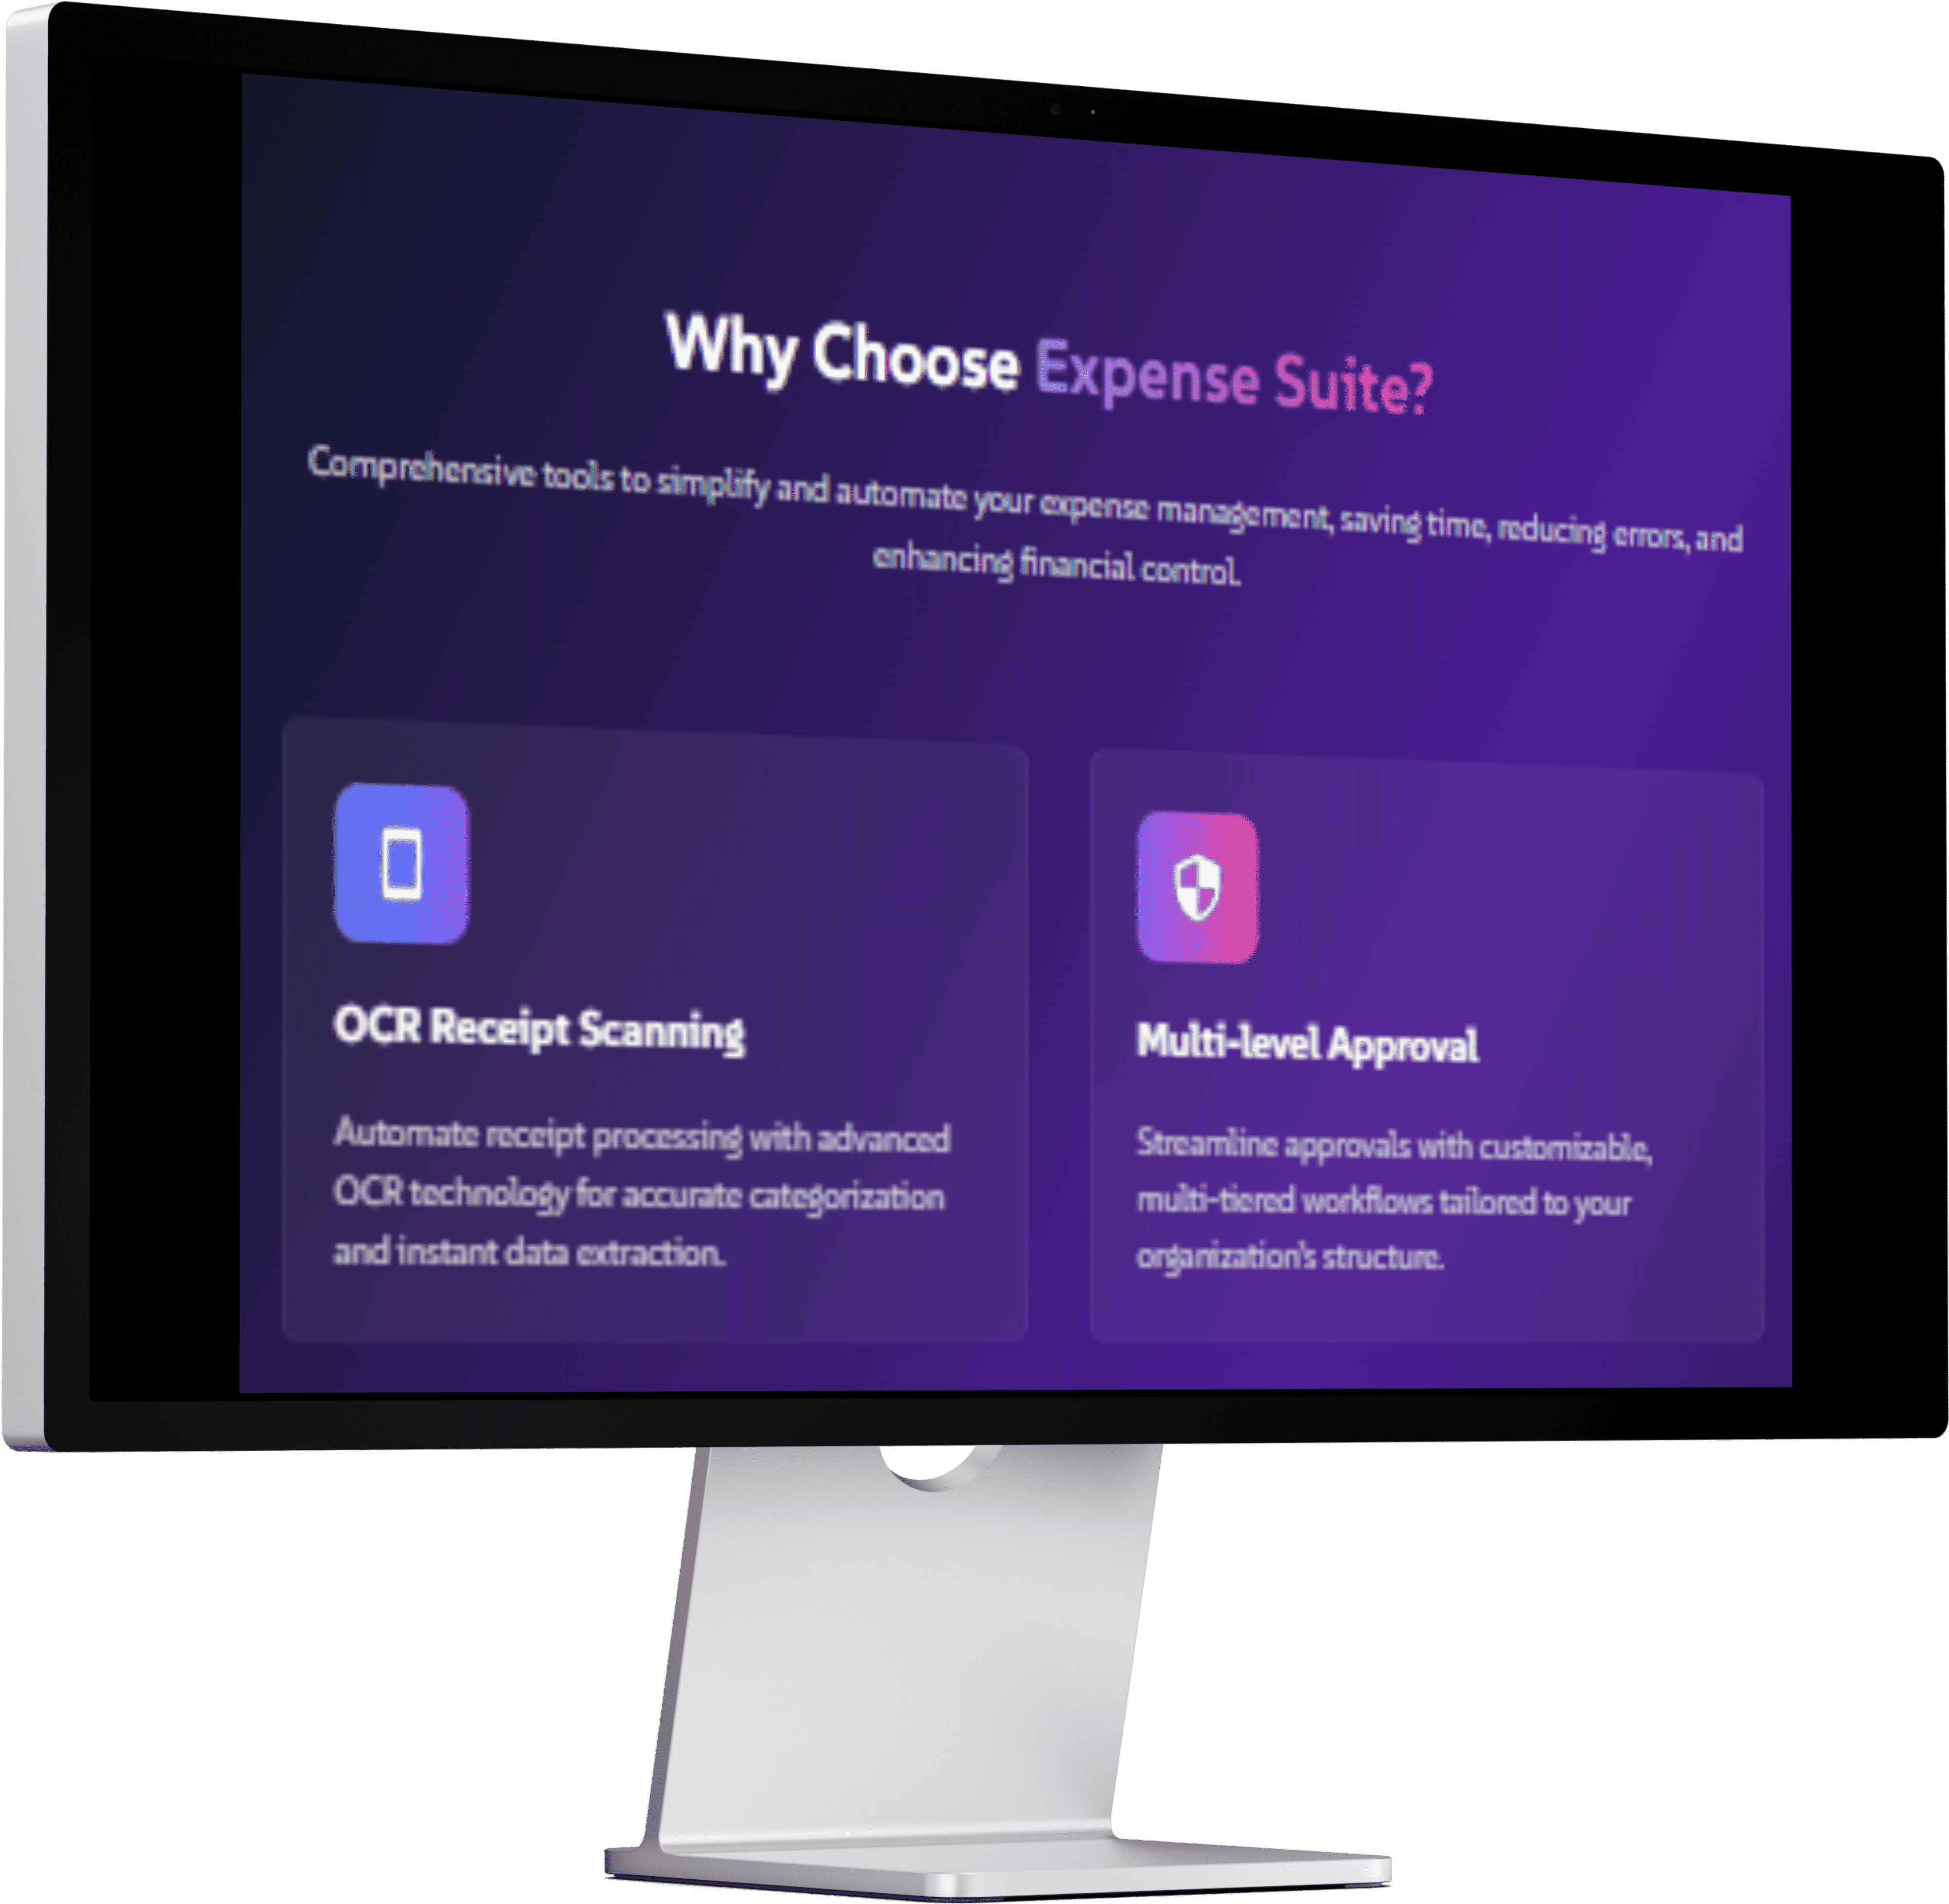 Why Choose Expense Suite?
Comprehensive tools to simplify and automate your expense management, saving time, reducing errors, and
enhancing financial control.
OCR Receipt Scanning
Automate receipt processing with advanced
OCR technology for accurate categorization
and instant data extraction.
Multi-level Approval
Streamline approvals with customizable,
multi-tiered workflows tailored to your
organization's structure.